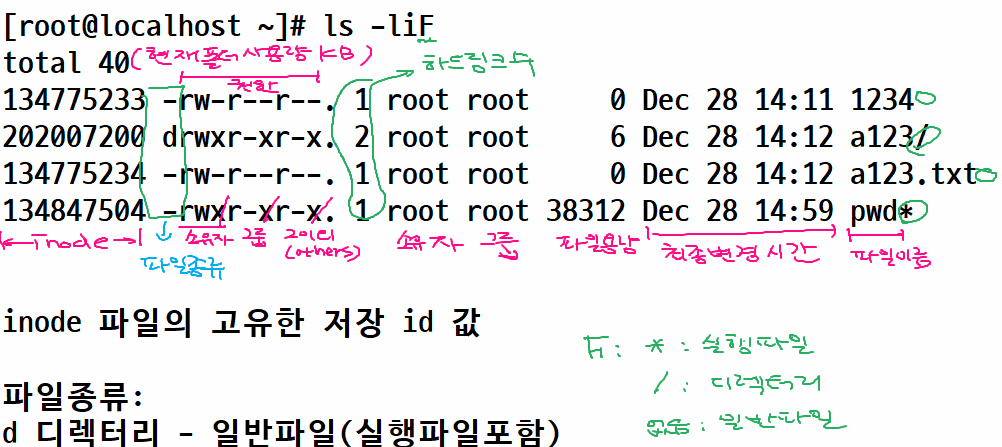 [root@localhost ~]# ls -liF
total 40 (현재폴더사용량 KB) 하드링크수
권한
134775233 -rw-r--r--. 1 root root 0 Dec 28 14:11 1234
202007200 drwxr-xr-x. 2 root root 6 Dec 28 14:12 a123/
134775234 -rw-r--r--. 1 root root 0 Dec 28 14:12 a123.txt
134847504 -rwxr-xr-x. 1 root root 38312 Dec 28 14:59 pwd*
inode 소유자 그룹 그외 소유자 그룹 파일용량 최종변경시간 파일이름
(others)
파일종류
inode 파일의 고유한 저장 id 값
F: * : 실행파일
/ : 디렉터리
없음 : 일반파일
파일종류:
d 디렉터리 - 일반파일(실행파일포함)